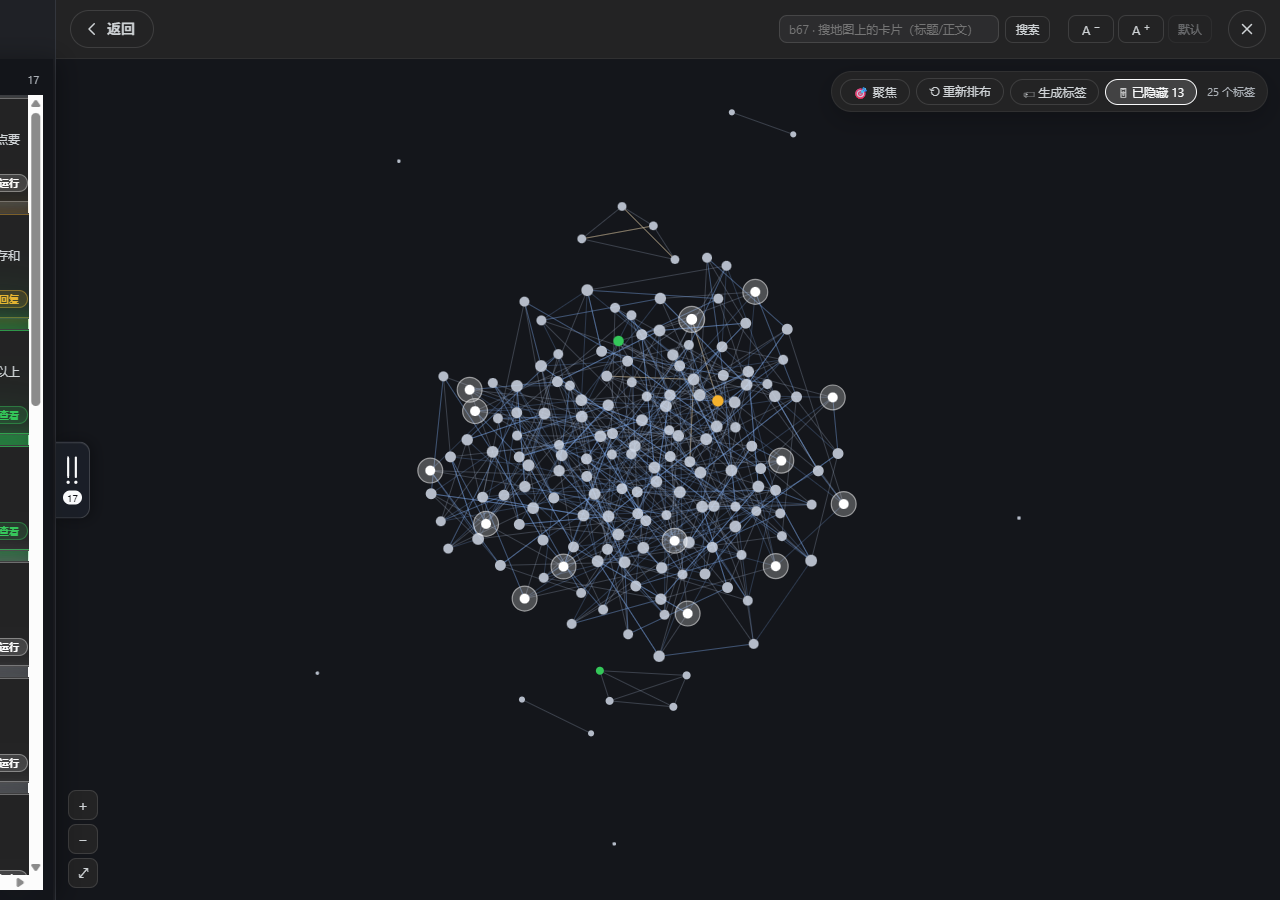 返回
b67 · 搜地图上的卡片（标题/正文）
搜索
A⁻
A⁺
默认
17
聚焦
重新排布
生成标签
已隐藏 13
25 个标签
点要
运行
存和
回复
以上
查看
17
查看
运行
运行
+
−